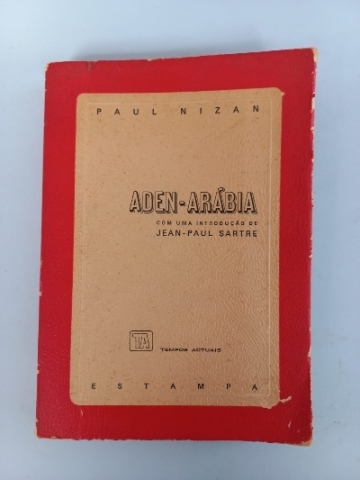 PAUL NIZAN
ADEN-ARÁBIA
COM UMA INTRODUÇÃO DE
JEAN-PAUL SARTRE
TA TEMPOS ACTUAIS
ESTAMPA